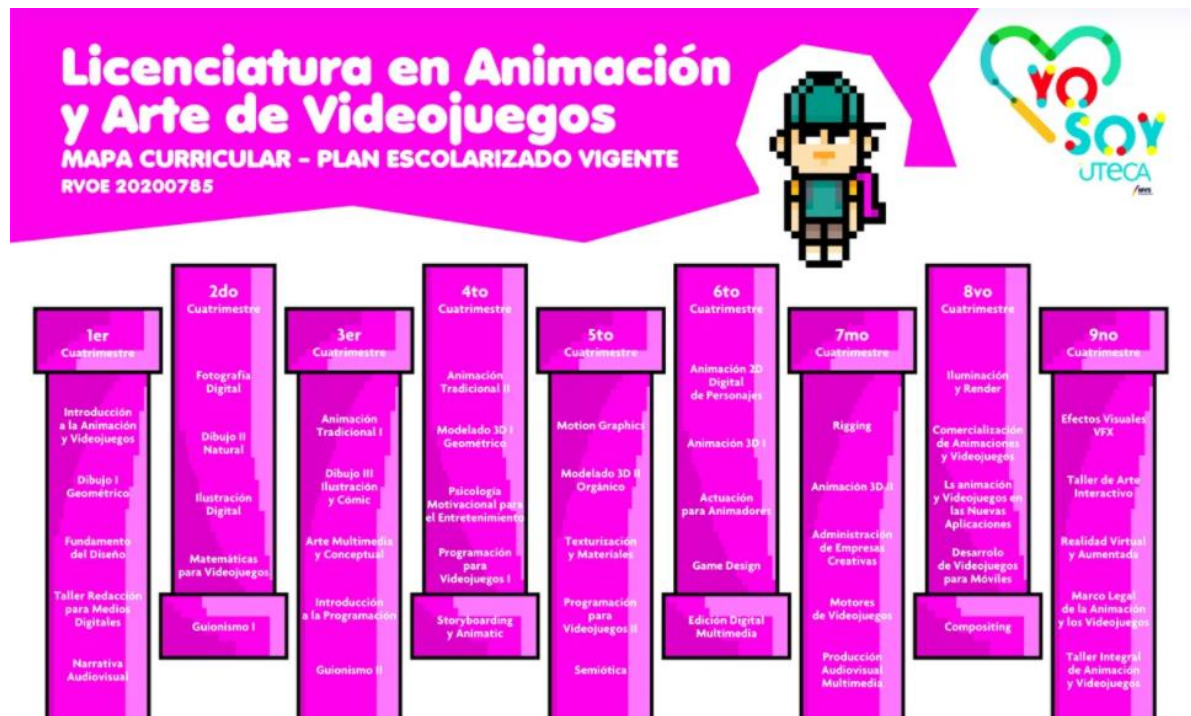 Licenciatura en Animación
y Arte de Videojuegos
MAPA CURRICULAR – PLAN ESCOLARIZADO VIGENTE
RVOE 20200785
YO
SOY
UTECA
MVS
1er
Cuatrimestre
Introducción
a la Animación
y Videojuegos
Dibujo I
Geométrico
Fundamento
del Diseño
Taller Redacción
para Medios
Digitales
Narrativa
Audiovisual
2do
Cuatrimestre
Fotografía
Digital
Dibujo II
Natural
Ilustración
Digital
Matemáticas
para Videojuegos
Guionismo I
3er
Cuatrimestre
Animación
Tradicional I
Dibujo III
Ilustración
y Cómic
Arte Multimedia
y Conceptual
Introducción
a la Programación
Guionismo II
4to
Cuatrimestre
Animación
Tradicional II
Modelado 3D I
Geométrico
Psicología
Motivacional para
el Entretenimiento
Programación
para
Videojuegos I
Storyboarding
y Animatic
5to
Cuatrimestre
Motion Graphics
Modelado 3D II
Orgánico
Texturización
y Materiales
Programación
para
Videojuegos II
Semiótica
6to
Cuatrimestre
Animación 2D
Digital
de Personajes
Animación 3D I
Actuación
para Animadores
Game Design
Edición Digital
Multimedia
7mo
Cuatrimestre
Rigging
Animación 3D II
Administración
de Empresas
Creativas
Motores
de Videojuegos
Producción
Audiovisual
Multimedia
8vo
Cuatrimestre
Iluminación
y Render
Comercialización
de Animaciones
y Videojuegos
Ls animación
y Videojuegos en
las Nuevas
Aplicaciones
Desarrolo
de Videojuegos
para Móviles
Compositing
9no
Cuatrimestre
Efectos Visuales
VFX
Taller de Arte
Interactivo
Realidad Virtual
y Aumentada
Marco Legal
de la Animación
y los Videojuegos
Taller Integral
de Animación
y Videojuegos